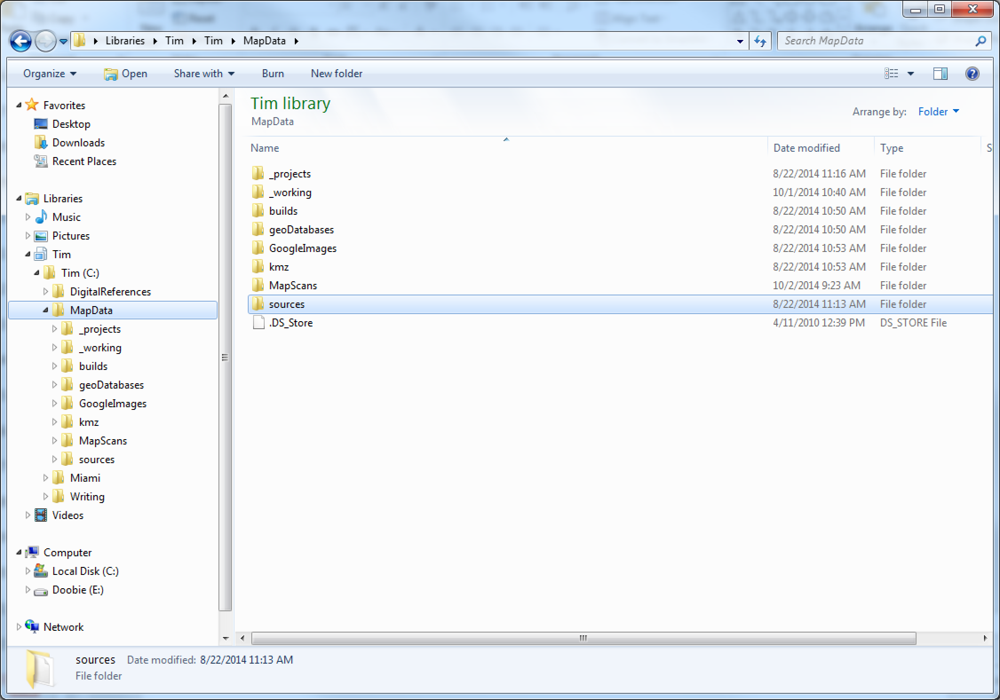 Libraries Tim Tim MapData
Search MapData
Organize Open Share with Burn New folder
Favorites
Desktop
Downloads
Recent Places
Libraries
Music
Pictures
Tim
Tim (C:)
DigitalReferences
MapData
_projects
_working
builds
geoDatabases
GoogleImages
kmz
MapScans
sources
Miami
Writing
Videos
Computer
Local Disk (C:)
Doobie (E:)
Network
Tim library
MapData
Arrange by: Folder
Name Date modified Type S
_projects 8/22/2014 11:16 AM File folder
_working 10/1/2014 10:40 AM File folder
builds 8/22/2014 10:50 AM File folder
geoDatabases 8/22/2014 10:50 AM File folder
GoogleImages 8/22/2014 10:53 AM File folder
kmz 8/22/2014 10:53 AM File folder
MapScans 10/2/2014 9:23 AM File folder
sources 8/22/2014 11:13 AM File folder
.DS_Store 4/11/2010 12:39 PM DS_STORE File
sources Date modified: 8/22/2014 11:13 AM
File folder